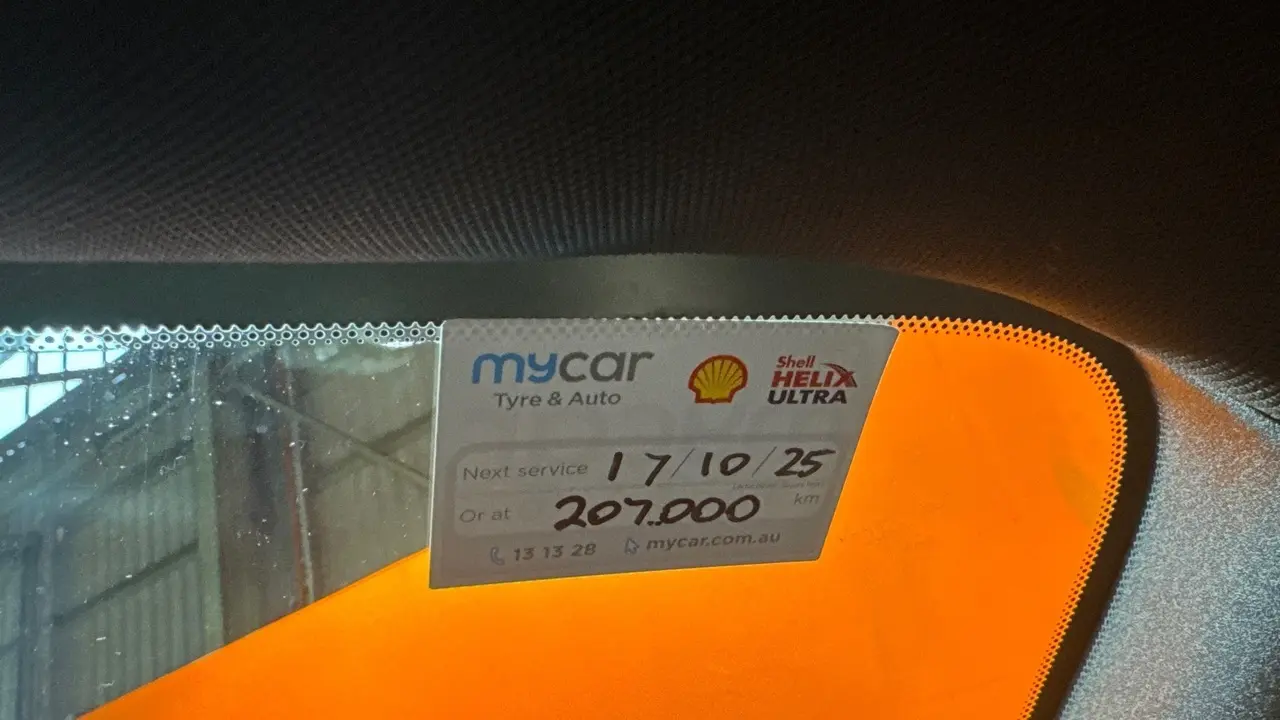 mycar
Tyre & Auto
Shell
HELIX
ULTRA
Next service 17/10/25
Or at 207.000 km
13 13 28 mycar.com.au